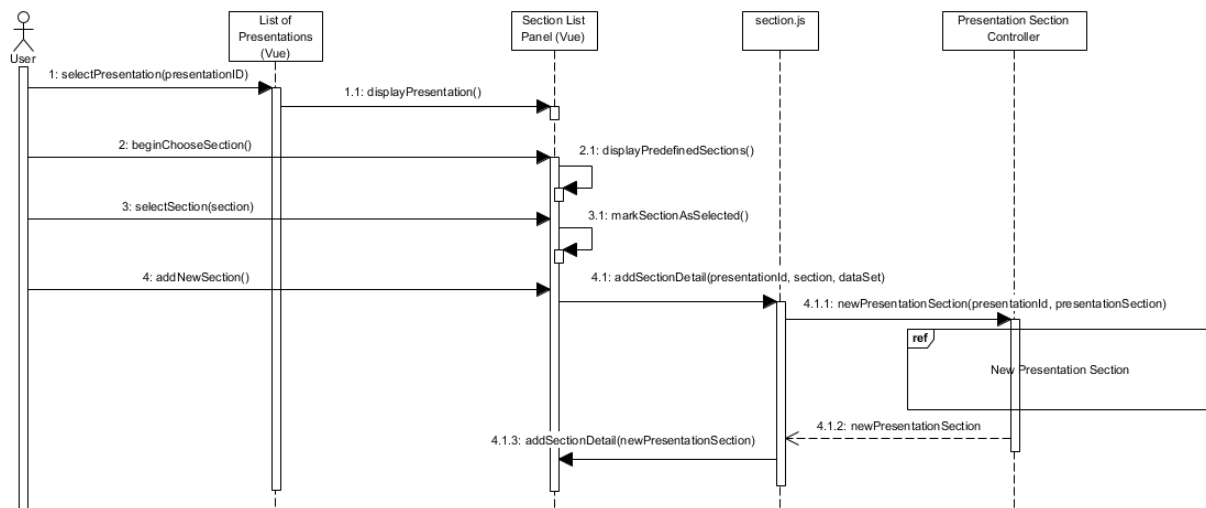 User
List of
Presentations
(Vue)
Section List
Panel (Vue)
section.js
Presentation Section
Controller
1: selectPresentation(presentationID)
1.1: displayPresentation()
2: beginChooseSection()
2.1: displayPredefinedSections()
3: selectSection(section)
3.1: markSectionAsSelected()
4: addNewSection()
4.1: addSectionDetail(presentationId, section, dataSet)
4.1.1: newPresentationSection(presentationId, presentationSection)
ref
New Presentation Section
4.1.2: newPresentationSection
4.1.3: addSectionDetail(newPresentationSection)